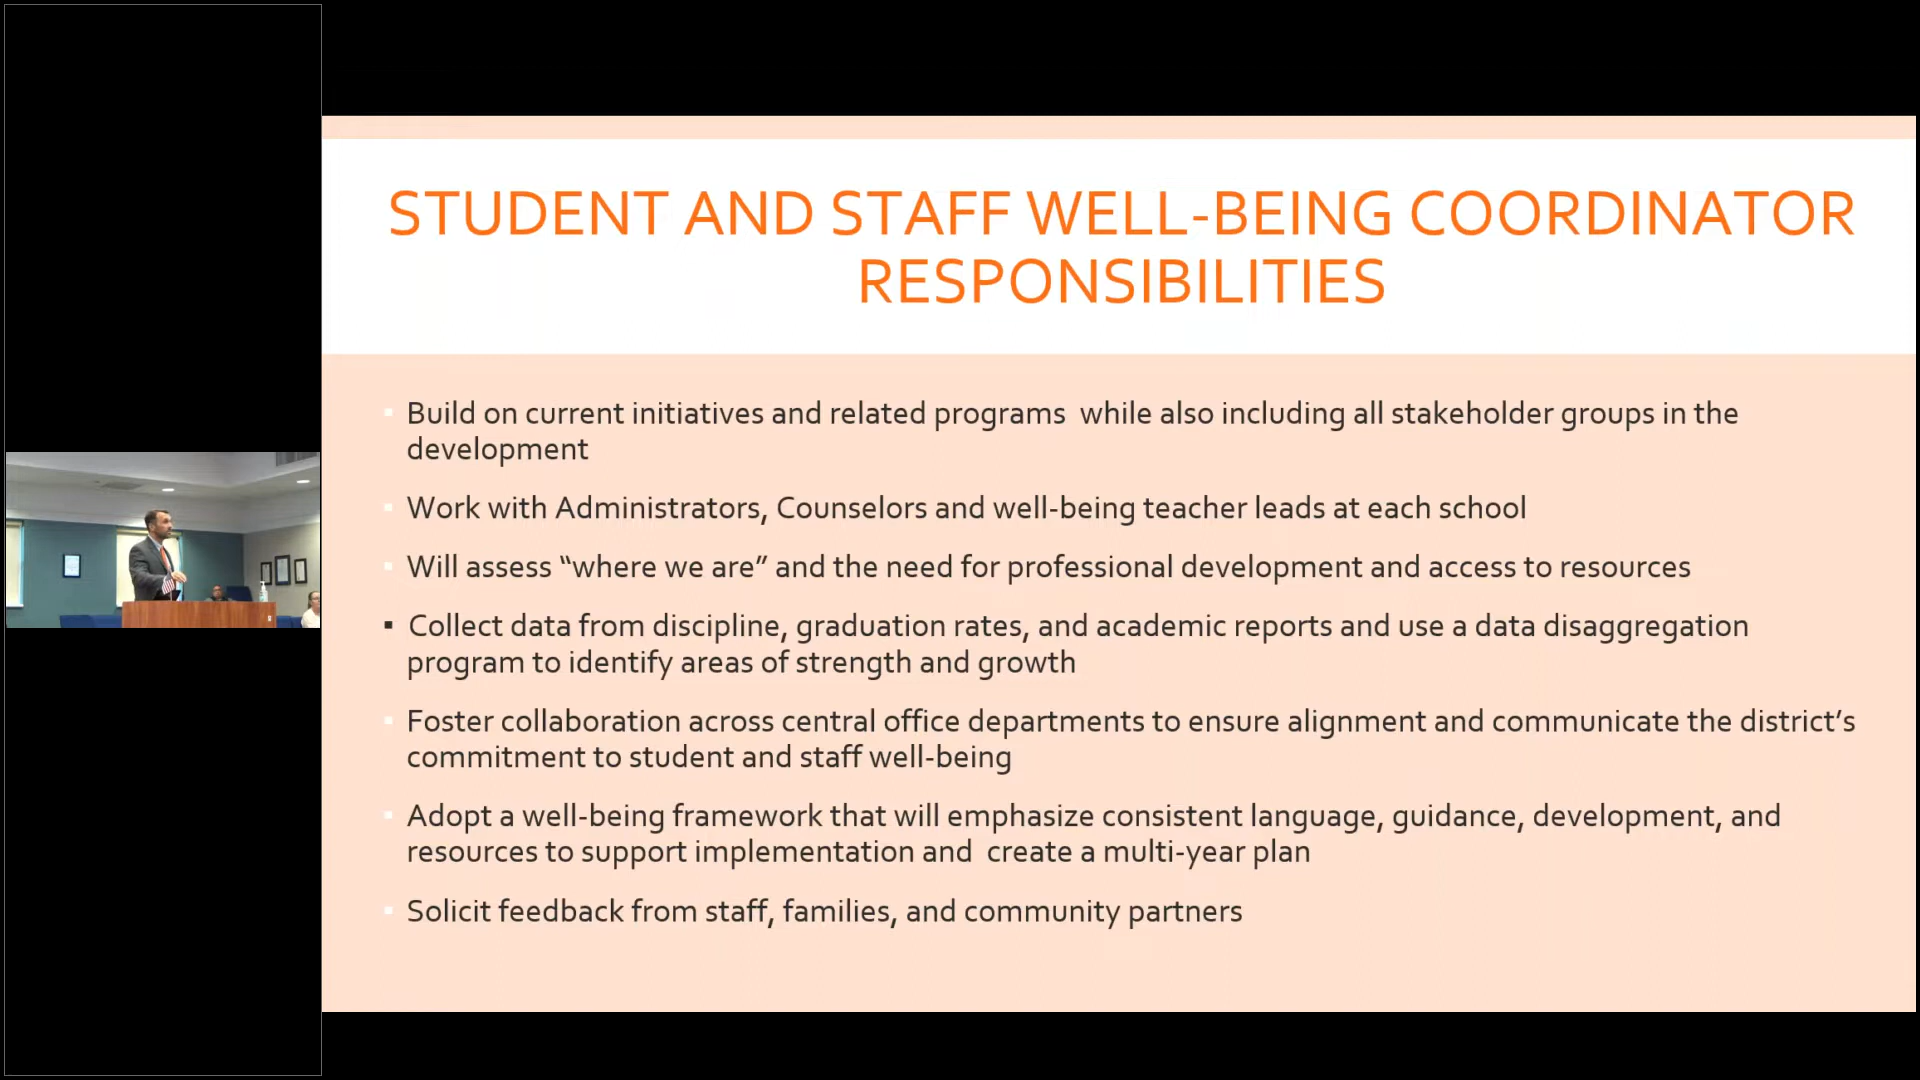 STUDENT AND STAFF WELL-BEING COORDINATOR
RESPONSIBILITIES
▪ Build on current initiatives and related programs  while also including all stakeholder groups in the
development
▪ Work with Administrators, Counselors and well-being teacher leads at each school
▪ Will assess “where we are” and the need for professional development and access to resources
▪ Collect data from discipline, graduation rates, and academic reports and use a data disaggregation
program to identify areas of strength and growth
▪ Foster collaboration across central office departments to ensure alignment and communicate the district’s
commitment to student and staff well-being
▪ Adopt a well-being framework that will emphasize consistent language, guidance, development, and
resources to support implementation and  create a multi-year plan
▪ Solicit feedback from staff, families, and community partners